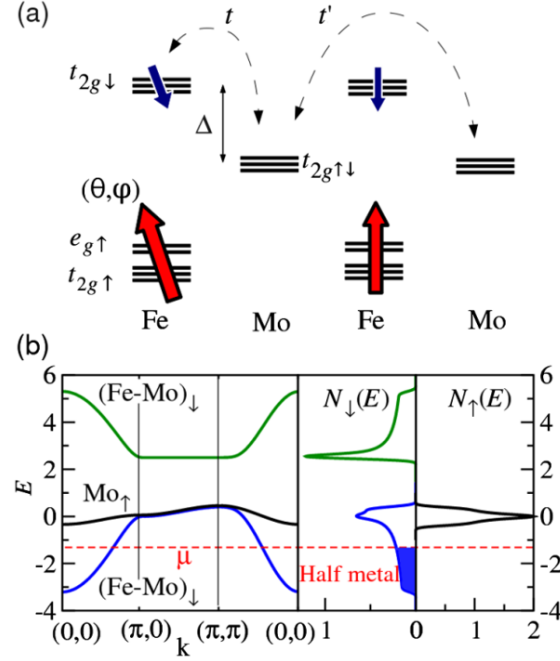 (a)
t t'
t2g↓
Δ
t2g↑↓
(θ,φ)
eg↑
t2g↑
Fe Mo Fe Mo
(b)
6 (Fe-Mo)↓ N↓(E) N↑(E) 6
4 4
E 2 2
Mo↑
0 0
μ
-2 (Fe-Mo)↓ Half metal -2
-4 -4
(0,0) (π,0) k (π,π) (0,0) 1 0 1 2